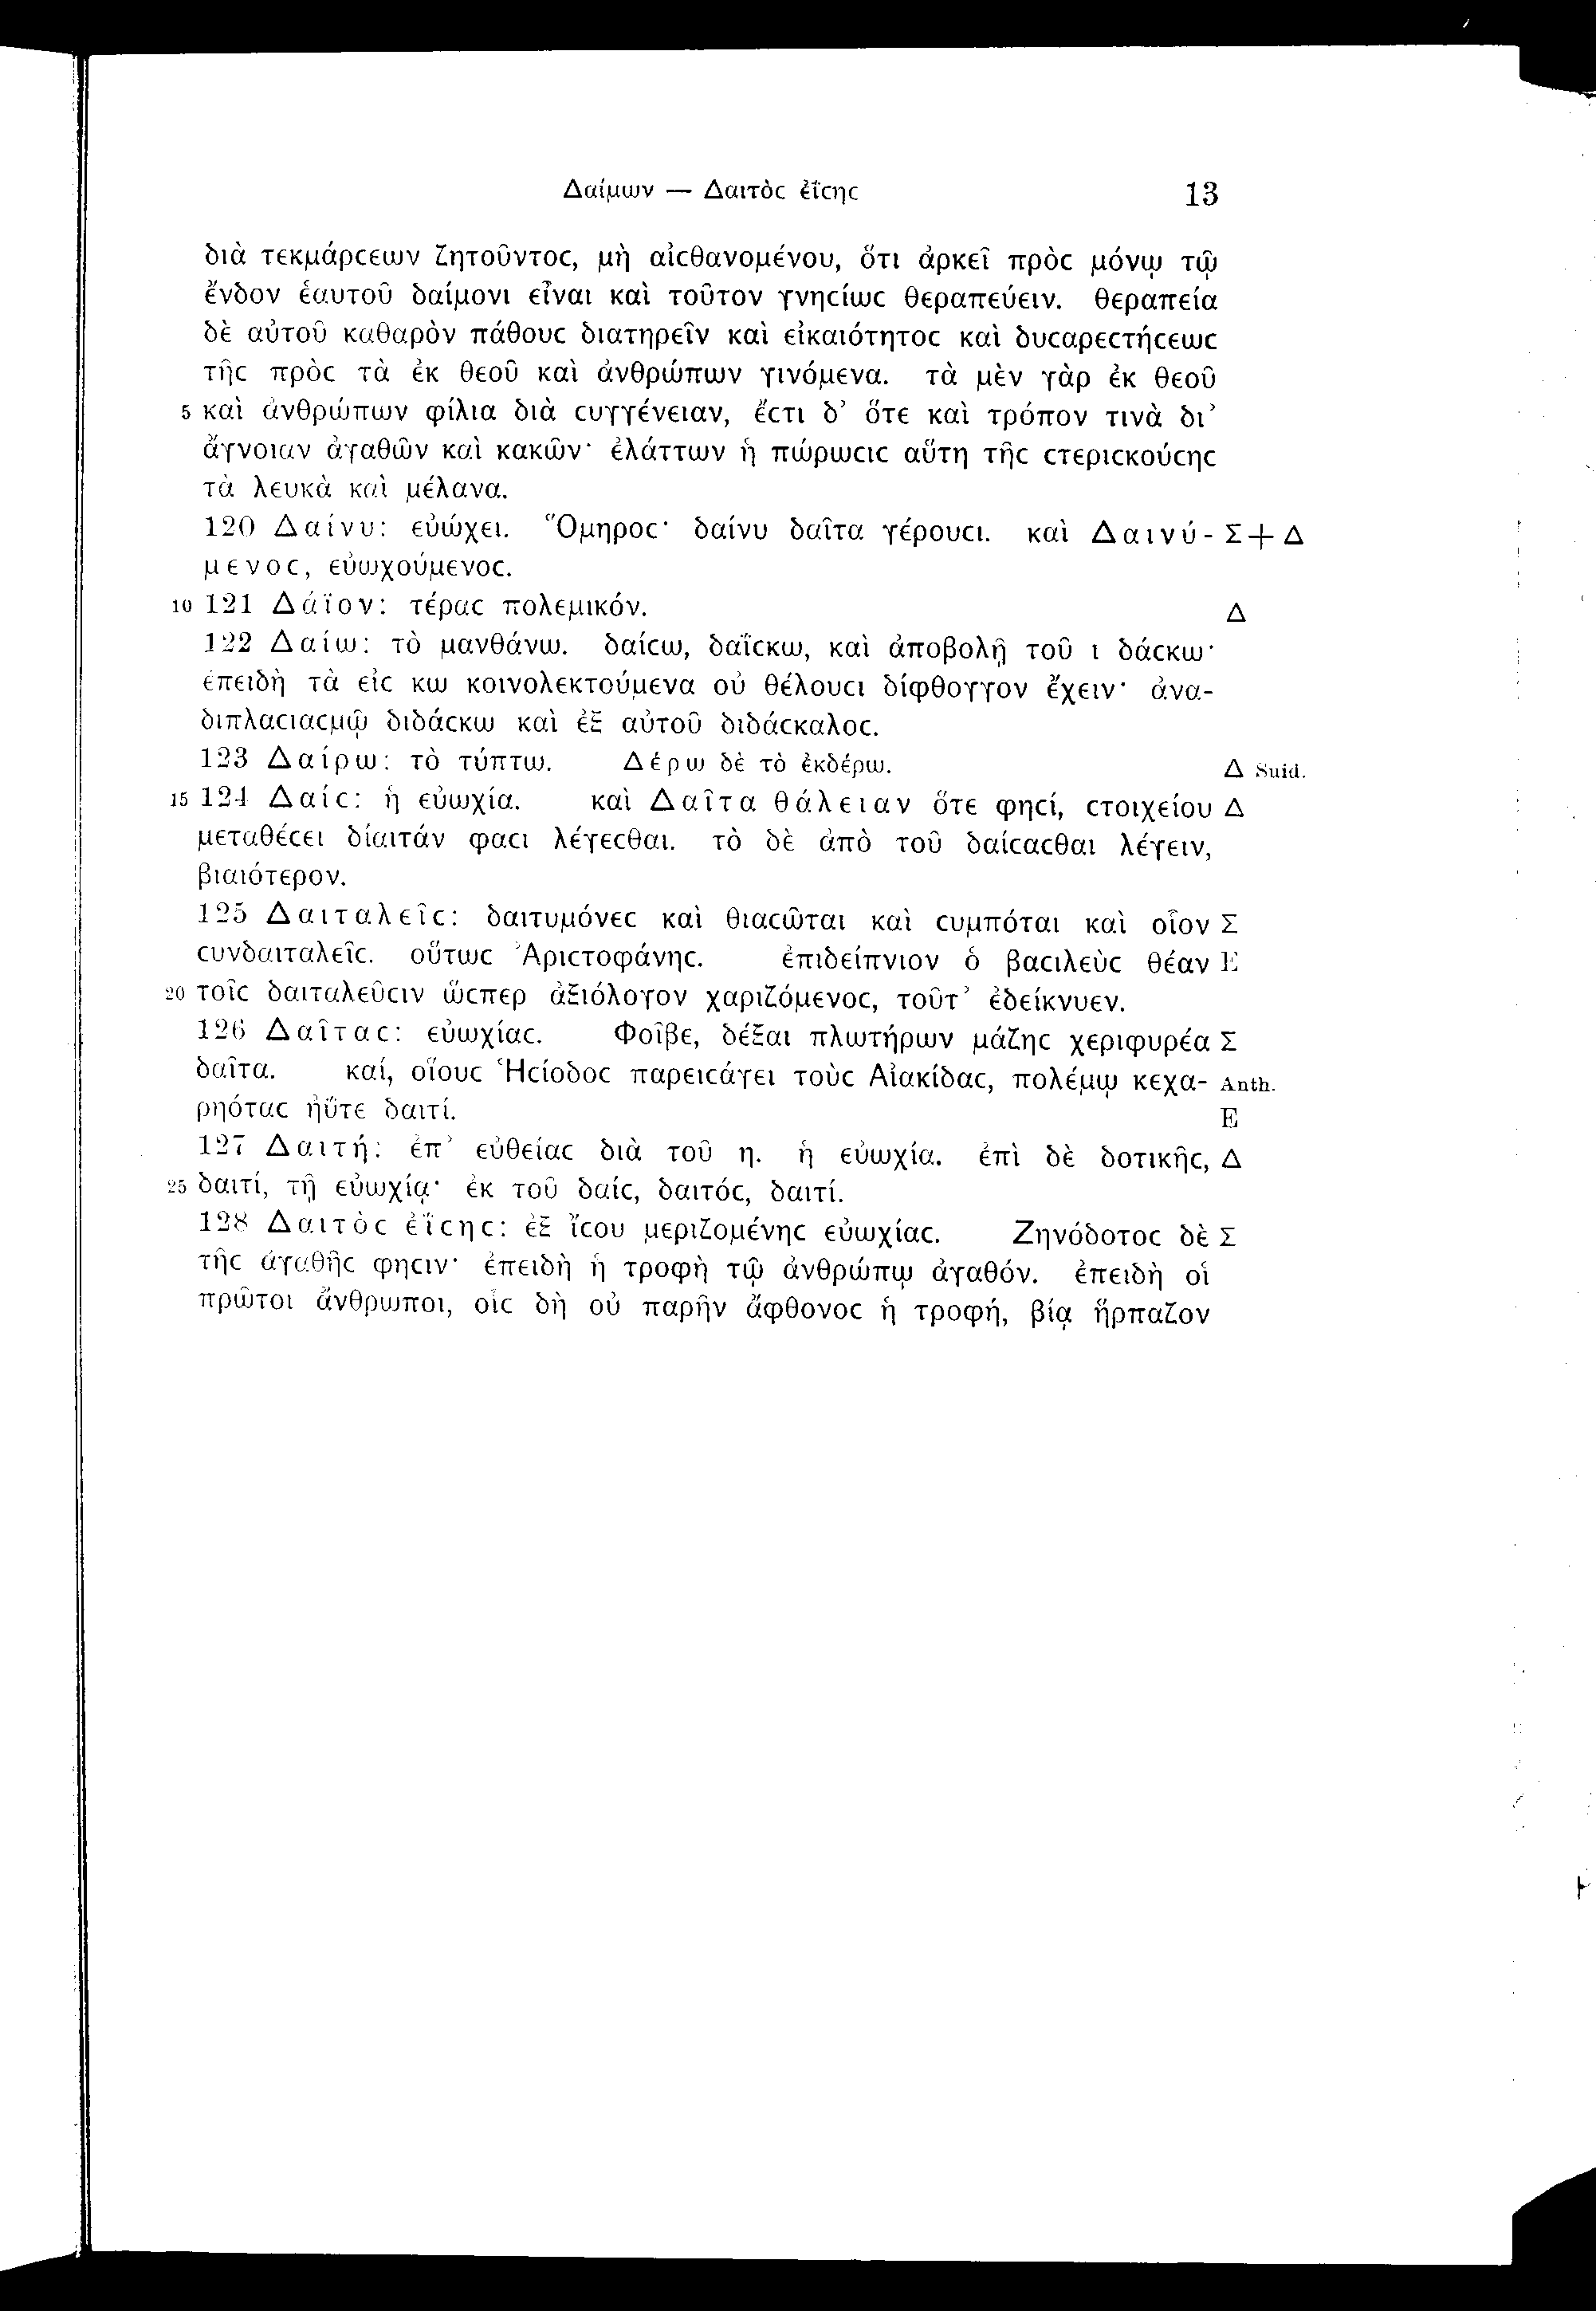 Δαίμων — Δαιτὸϲ ἐΐϲηϲ 13
διὰ τεκμάρϲεων ζητοῦντοϲ, μὴ αἰϲθανομένου, ὅτι ἀρκεῖ πρὸϲ μόνῳ τῷ
ἔνδον ἑαυτοῦ δαίμονι εἶναι καὶ τοῦτον γνηϲίωϲ θεραπεύειν. θεραπεία
δὲ αὐτοῦ καθαρὸν πάθουϲ διατηρεῖν καὶ εἰκαιότητοϲ καὶ δυϲαρεϲτήϲεωϲ
τῆϲ πρὸϲ τὰ ἐκ θεοῦ καὶ ἀνθρώπων γινόμενα. τὰ μὲν γὰρ ἐκ θεοῦ
5 καὶ ἀνθρώπων φίλια διὰ ϲυγγένειαν, ἔϲτι δ’ ὅτε καὶ τρόπον τινὰ δι’
ἄγνοιαν ἀγαθῶν καὶ κακῶν· ἐλάττων ἡ πώρωϲιϲ αὕτη τῆϲ ϲτεριϲκούϲηϲ
τὰ λευκὰ καὶ μέλανα.
120 Δαίνυ: εὐώχει. Ὅμηροϲ· δαίνυ δαῖτα γέρουϲι. καὶ Δαινύ- Σ+Δ
μενοϲ, εὐωχούμενοϲ.
10 121 Δάϊον: τέραϲ πολεμικόν. Δ
122 Δαίω: τὸ μανθάνω. δαίϲω, δαΐϲκω, καὶ ἀποβολῇ τοῦ ι δάϲκω·
ἐπειδὴ τὰ εἰϲ κω κοινολεκτούμενα οὐ θέλουϲι δίφθογγον ἔχειν· ἀνα-
διπλαϲιαϲμῷ διδάϲκω καὶ ἐξ αὐτοῦ διδάϲκαλοϲ.
123 Δαίρω: τὸ τύπτω. Δέρω δὲ τὸ ἐκδέρω. Δ Suid.
15 124 Δαίϲ: ἡ εὐωχία. καὶ Δαῖτα θάλειαν ὅτε φηϲί, ϲτοιχείου Δ
μεταθέϲει δίαιτάν φαϲι λέγεϲθαι. τὸ δὲ ἀπὸ τοῦ δαίϲαϲθαι λέγειν,
βιαιότερον.
125 Δαιταλεῖϲ: δαιτυμόνεϲ καὶ θιαϲῶται καὶ ϲυμπόται καὶ οἷον Σ
ϲυνδαιταλεῖϲ. οὕτωϲ Ἀριϲτοφάνηϲ. ἐπιδείπνιον ὁ βαϲιλεὺϲ θέαν E
20 τοῖϲ δαιταλεῦϲιν ὥϲπερ ἀξιόλογον χαριζόμενοϲ, τοῦτ’ ἐδείκνυεν.
126 Δαῖταϲ: εὐωχίαϲ. Φοῖβε, δέξαι πλωτήρων μάζηϲ χεριφυρέα Σ
δαῖτα. καί, οἵουϲ Ἡϲίοδοϲ παρειϲάγει τοὺϲ Αἰακίδαϲ, πολέμῳ κεχα- Anth.
ρηόταϲ ἠΰτε δαιτί. E
127 Δαιτή: ἐπ’ εὐθείαϲ διὰ τοῦ η. ἡ εὐωχία. ἐπὶ δὲ δοτικῆϲ, Δ
25 δαιτί, τῇ εὐωχίᾳ· ἐκ τοῦ δαίϲ, δαιτόϲ, δαιτί.
128 Δαιτὸϲ ἐΐϲηϲ: ἐξ ἴϲου μεριζομένηϲ εὐωχίαϲ. Ζηνόδοτοϲ δὲ Σ
τῆϲ ἀγαθῆϲ φηϲιν· ἐπειδὴ ἡ τροφὴ τῷ ἀνθρώπῳ ἀγαθόν. ἐπειδὴ οἱ
πρῶτοι ἄνθρωποι, οἷϲ δὴ οὐ παρῆν ἄφθονοϲ ἡ τροφή, βίᾳ ἥρπαζον